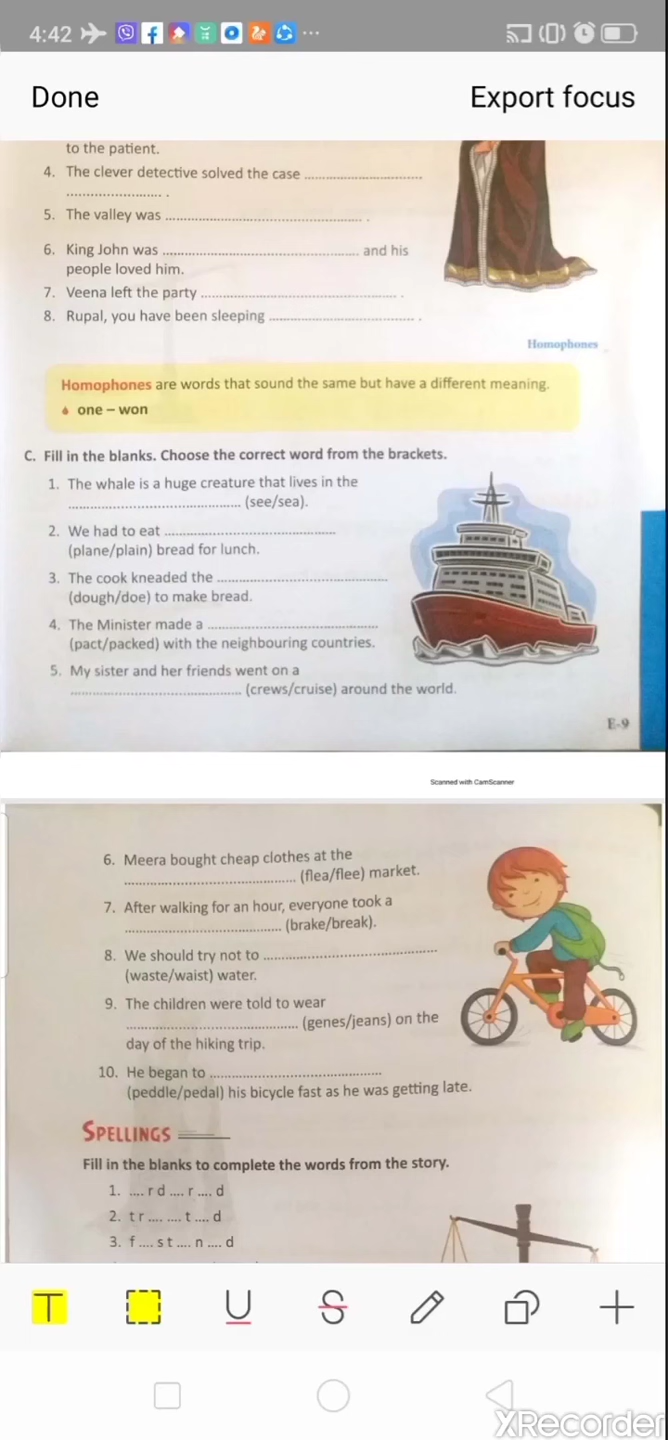 4:42
Done
Export focus
to the patient.
4. The clever detective solved the case ..............................
........................ .
5. The valley was .................................................. .
6. King John was .................................................. and his
people loved him.
7. Veena left the party .................................................. .
8. Rupal, you have been sleeping ..................................... .
Homophones
Homophones are words that sound the same but have a different meaning.
one – won
C. Fill in the blanks. Choose the correct word from the brackets.
1. The whale is a huge creature that lives in the
............................................ (see/sea).
2. We had to eat ............................................
(plane/plain) bread for lunch.
3. The cook kneaded the ............................................
(dough/doe) to make bread.
4. The Minister made a ............................................
(pact/packed) with the neighbouring countries.
5. My sister and her friends went on a
............................................ (crews/cruise) around the world.
E-9
Scanned with CamScanner
6. Meera bought cheap clothes at the
............................................ (flea/flee) market.
7. After walking for an hour, everyone took a
........................................ (brake/break).
8. We should try not to ............................................
(waste/waist) water.
9. The children were told to wear
............................................ (genes/jeans) on the
day of the hiking trip.
10. He began to ............................................
(peddle/pedal) his bicycle fast as he was getting late.
SPELLINGS
Fill in the blanks to complete the words from the story.
1. .... r d .... r .... d
2. t r .... .... t .... d
3. f .... s t .... n .... d
T
U
S
XRecorder